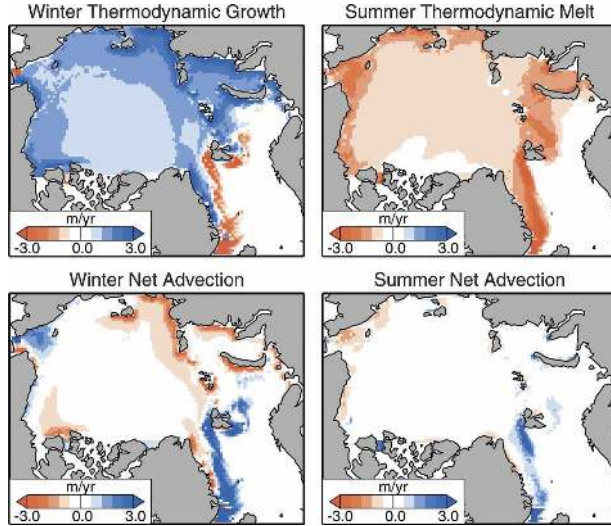 Winter Thermodynamic Growth
Summer Thermodynamic Melt
m/yr
-3.0 0.0 3.0
m/yr
-3.0 0.0 3.0
Winter Net Advection
Summer Net Advection
m/yr
-3.0 0.0 3.0
m/yr
-3.0 0.0 3.0